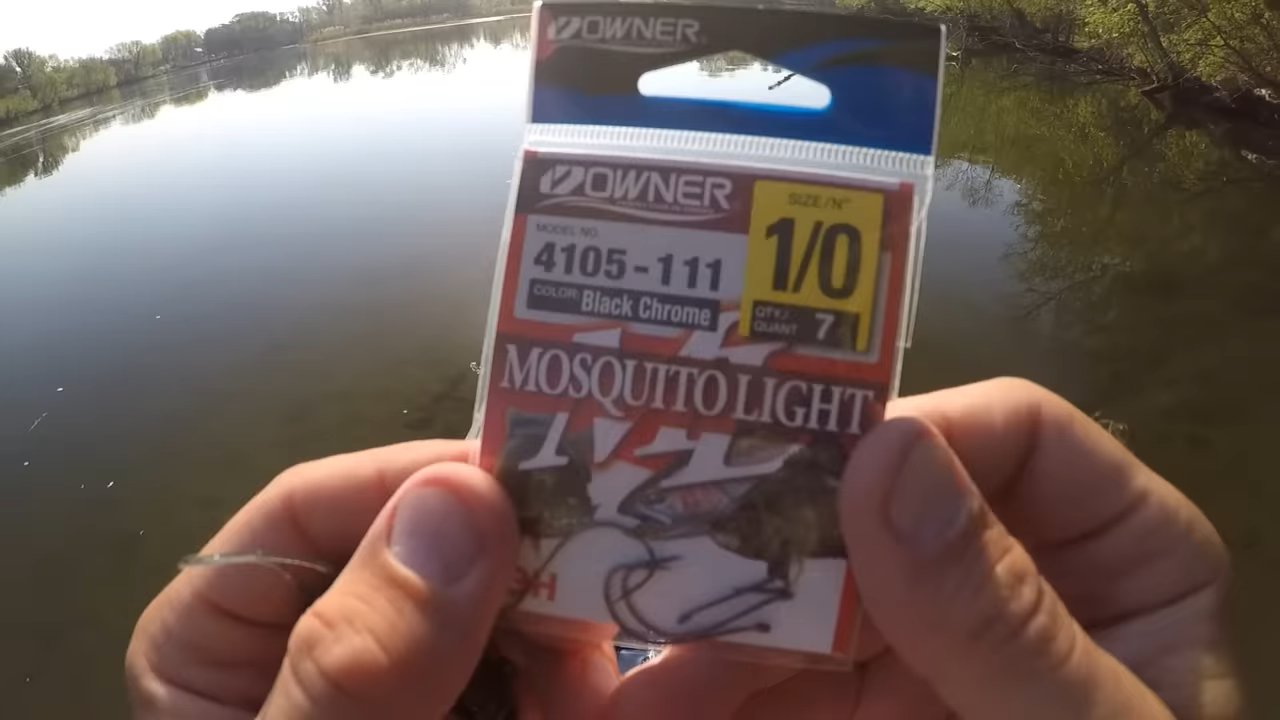 OWNER
OWNER
SIZE/N°
1/0
MODEL NO.
4105-111
COLOR: Black Chrome
QTY./
QUANT 7
MOSQUITO LIGHT